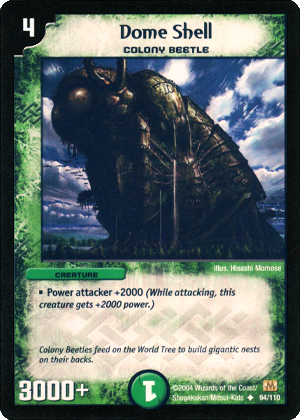 4
Dome Shell
COLONY BEETLE
illus. Hisashi Momose
CREATURE
▪ Power attacker +2000 (While attacking, this
creature gets +2000 power.)
Colony Beetles feed on the World Tree to build gigantic nests
on their backs.
3000+
1
©2004 Wizards of the Coast/
Shogakukan/Mitsui-Kids ◆ 94/110